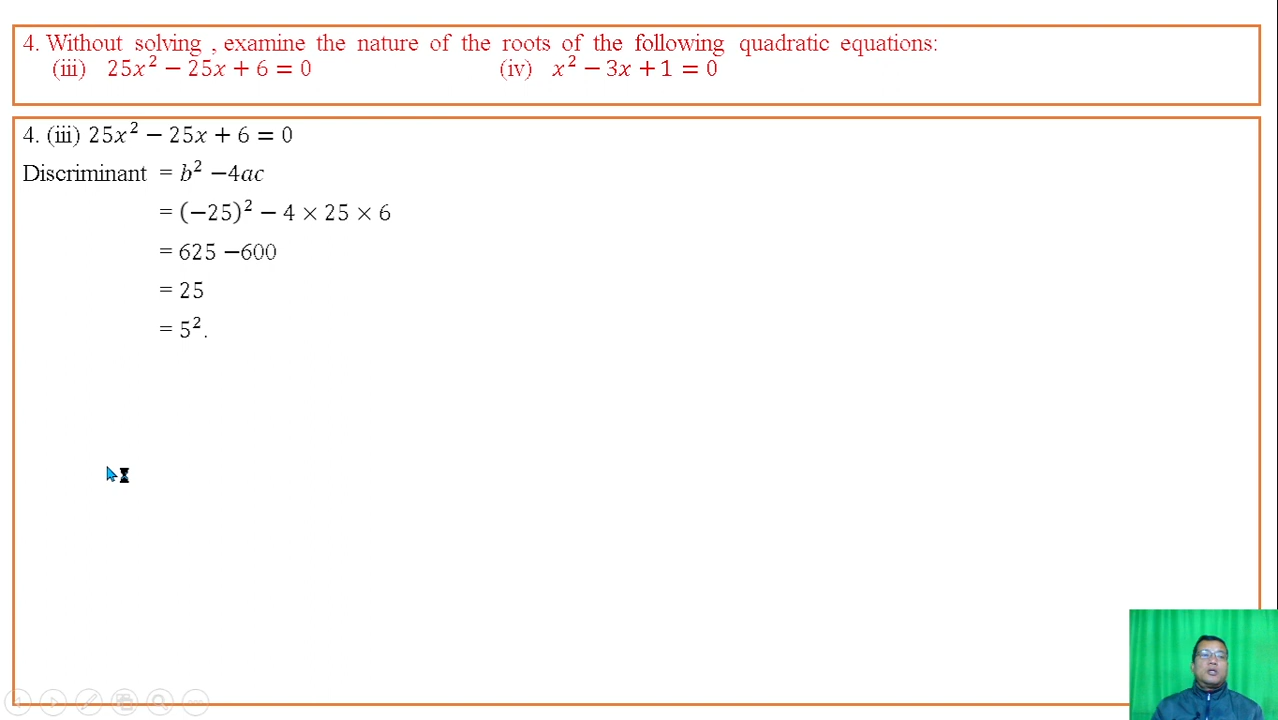 4. Without solving , examine the nature of the roots of the following quadratic equations:
(iii) 25x² − 25x + 6 = 0 (iv) x² − 3x + 1 = 0
4. (iii) 25x² − 25x + 6 = 0
Discriminant = b² −4ac
= (−25)² − 4 × 25 × 6
= 625 −600
= 25
= 5².